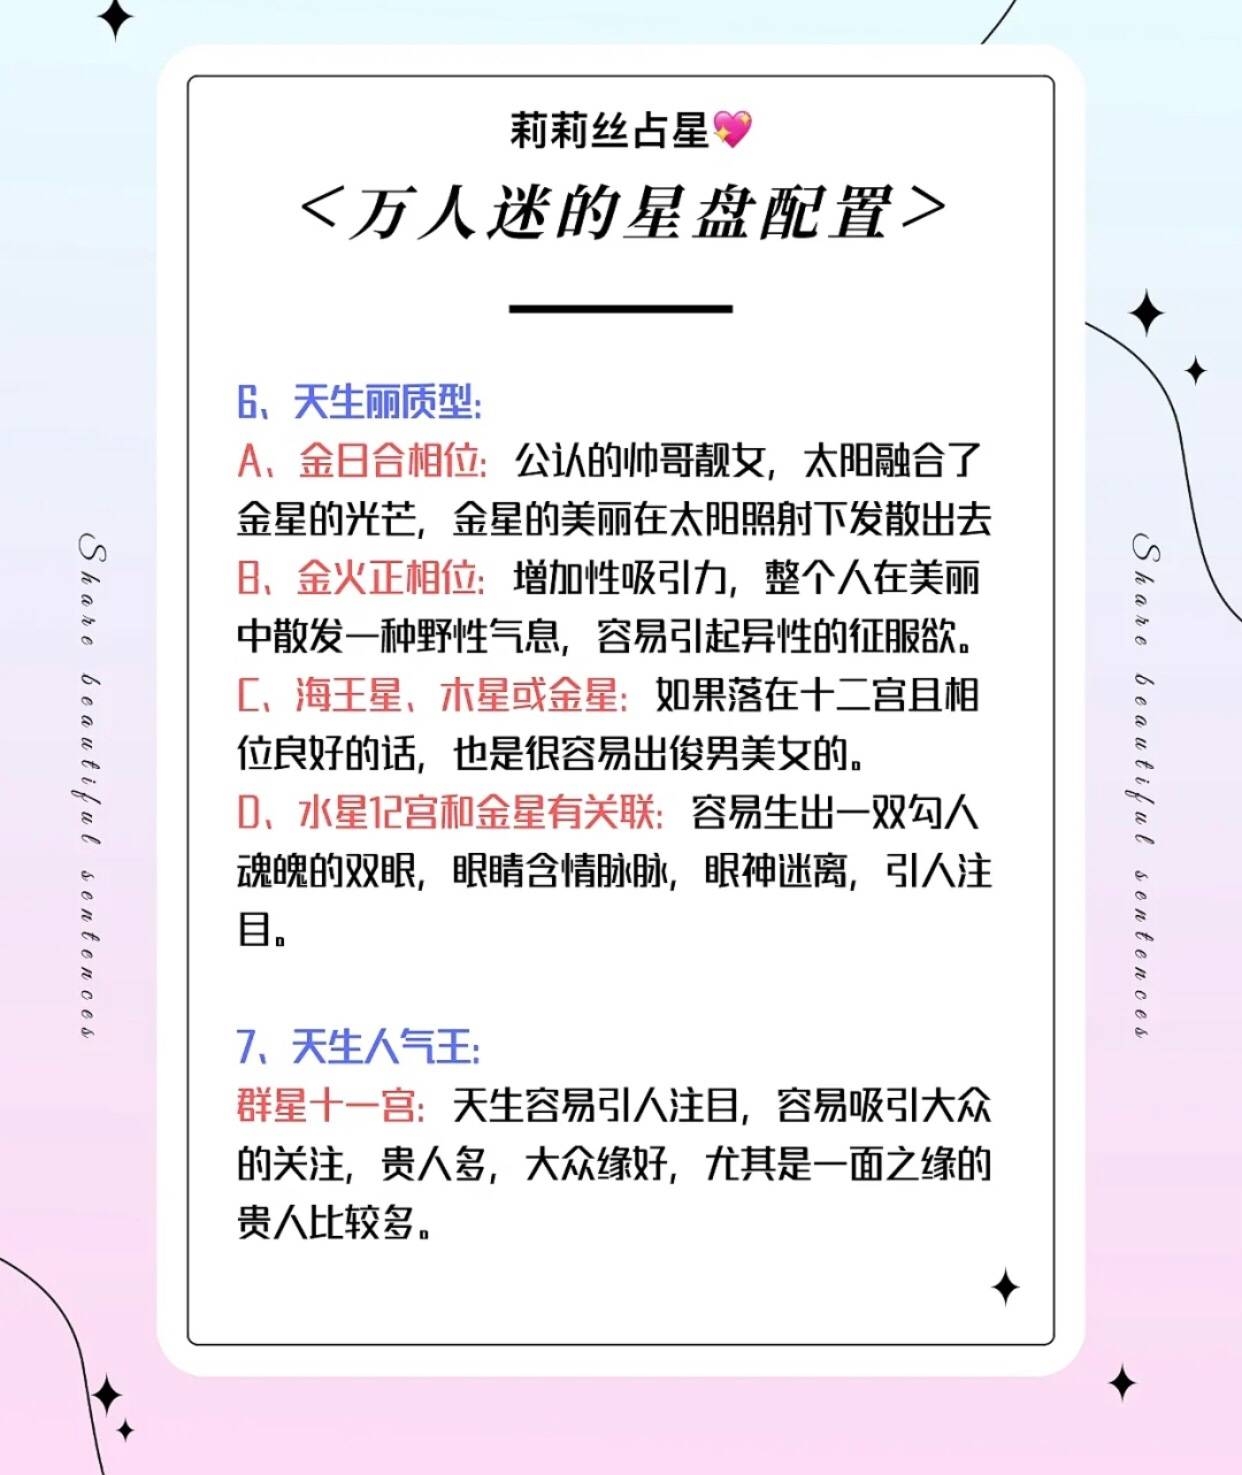 莉莉丝占星💖
<万人迷的星盘配置>
6、天生丽质型:
A、金日合相位: 公认的帅哥靓女, 太阳融合了
金星的光芒, 金星的美丽在太阳照射下发散出去
B、金火正相位: 增加性吸引力, 整个人在美丽
中散发一种野性气息, 容易引起异性的征服欲。
C、海王星、木星或金星: 如果落在十二宫且相
位良好的话, 也是很容易出俊男美女的。
D、水星12宫和金星有关联: 容易生出一双勾人
魂魄的双眼, 眼睛含情脉脉, 眼神迷离, 引人注
目。
7、天生人气王:
群星十一宫: 天生容易引人注目, 容易吸引大众
的关注, 贵人多, 大众缘好, 尤其是一面之缘的
贵人比较多。
Share beautiful sentences
Share beautiful sentences